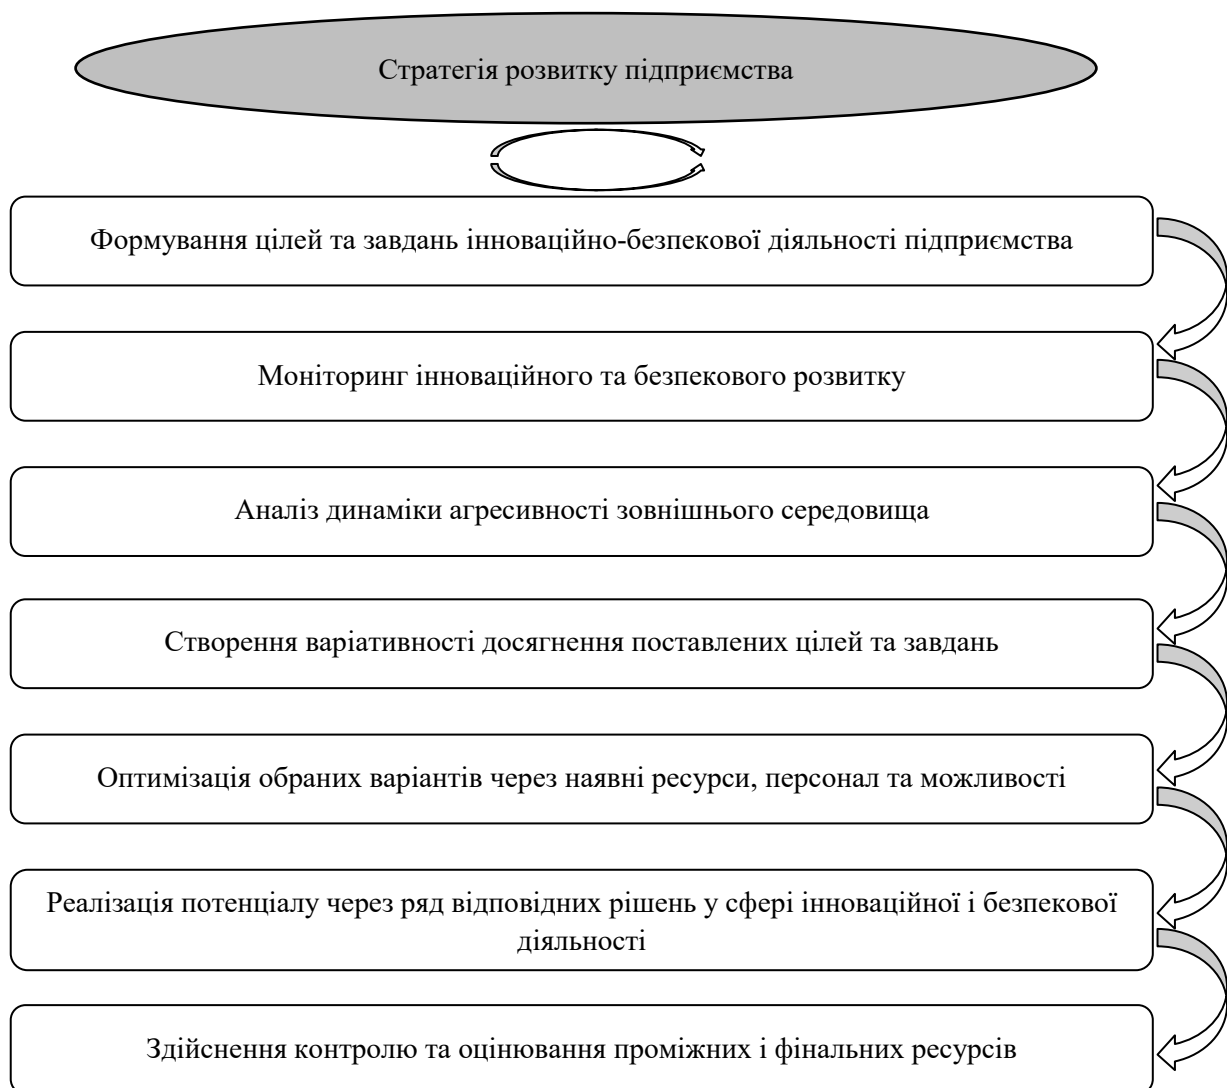 Стратегія розвитку підприємства
Формування цілей та завдань інноваційно-безпекової діяльності підприємства
Моніторинг інноваційного та безпекового розвитку
Аналіз динаміки агресивності зовнішнього середовища
Створення варіативності досягнення поставлених цілей та завдань
Оптимізація обраних варіантів через наявні ресурси, персонал та можливості
Реалізація потенціалу через ряд відповідних рішень у сфері інноваційної і безпекової
діяльності
Здійснення контролю та оцінювання проміжних і фінальних ресурсів